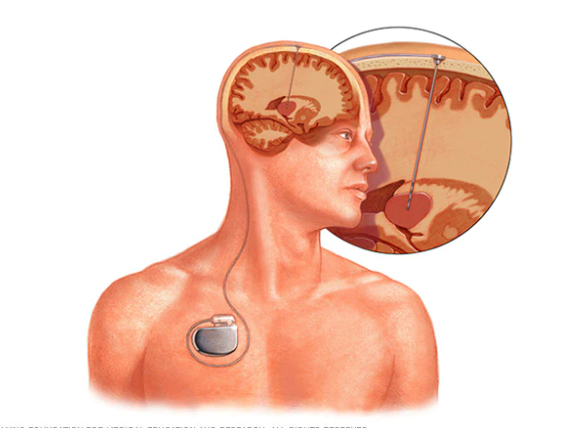 FOUNDATION FOR MEDICAL EDUCATION AND RESEARCH. ALL RIGHTS RESERVED.